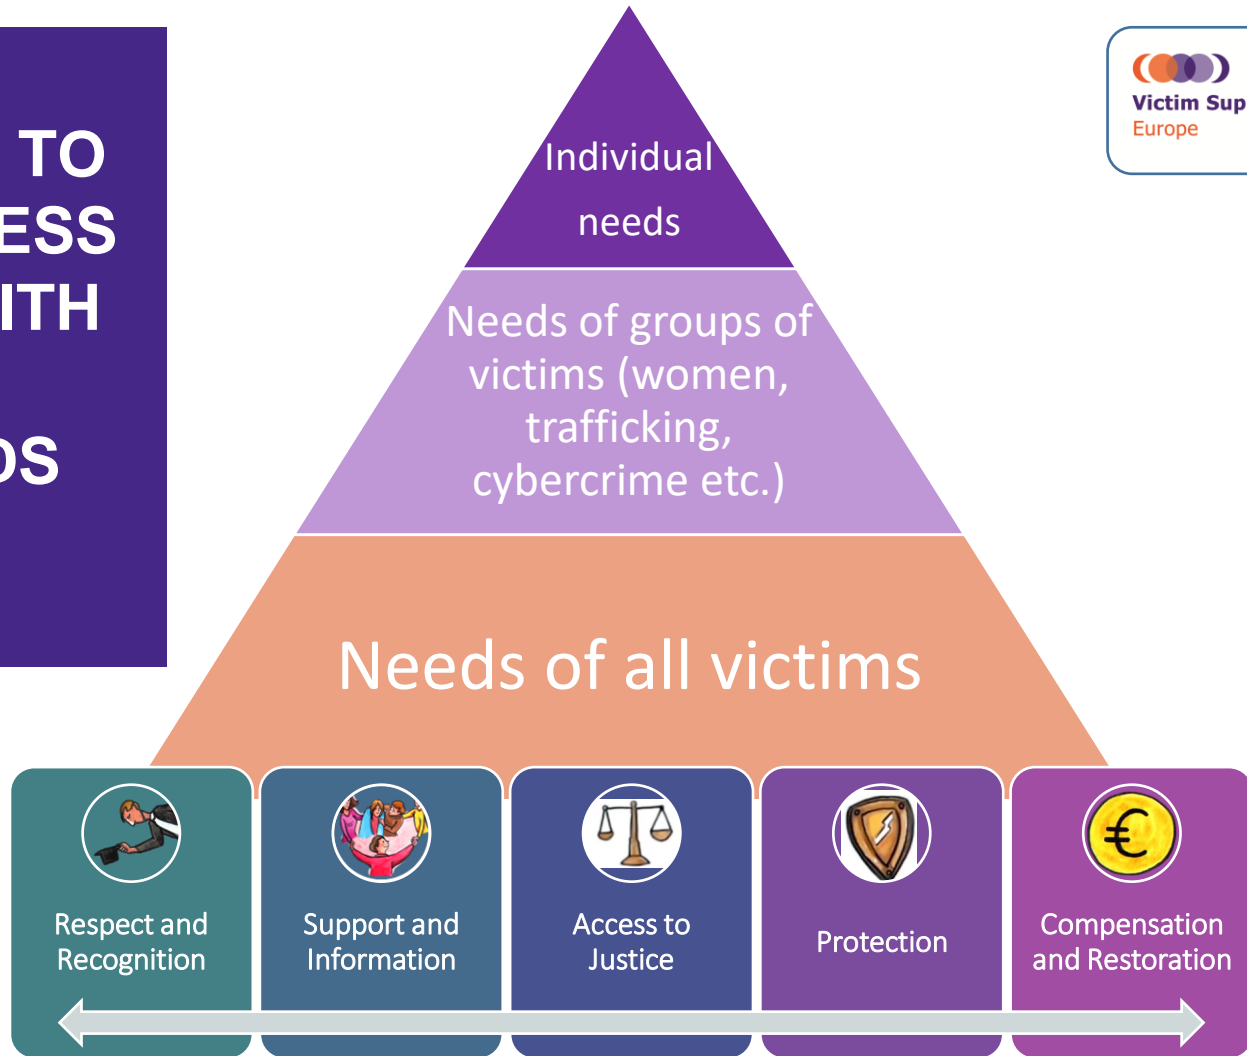 TO
ESS
ITH
DS
Victim Sup
Europe
Individual
needs
Needs of groups of
victims (women,
trafficking,
cybercrime etc.)
Needs of all victims
Respect and
Recognition
Support and
Information
Access to
Justice
Protection
Compensation
and Restoration
€